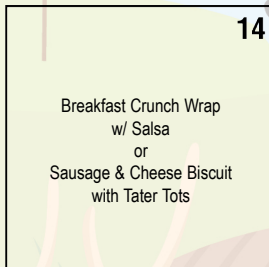 14
Breakfast Crunch Wrap
w/ Salsa
or
Sausage & Cheese Biscuit
with Tater Tots